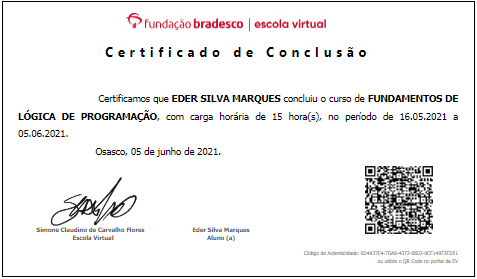 fundação bradesco | escola virtual
Certificado de Conclusão
Certificamos que EDER SILVA MARQUES concluiu o curso de FUNDAMENTOS DE
LÓGICA DE PROGRAMAÇÃO, com carga horária de 15 hora(s), no período de 16.05.2021 a
05.06.2021.
Osasco, 05 de junho de 2021.
Simone Claudino de Carvalho Flores
Escola Virtual
Eder Silva Marques
Aluno (a)
Código de Autenticidade:
ou utilize o QR Code no portal da EV